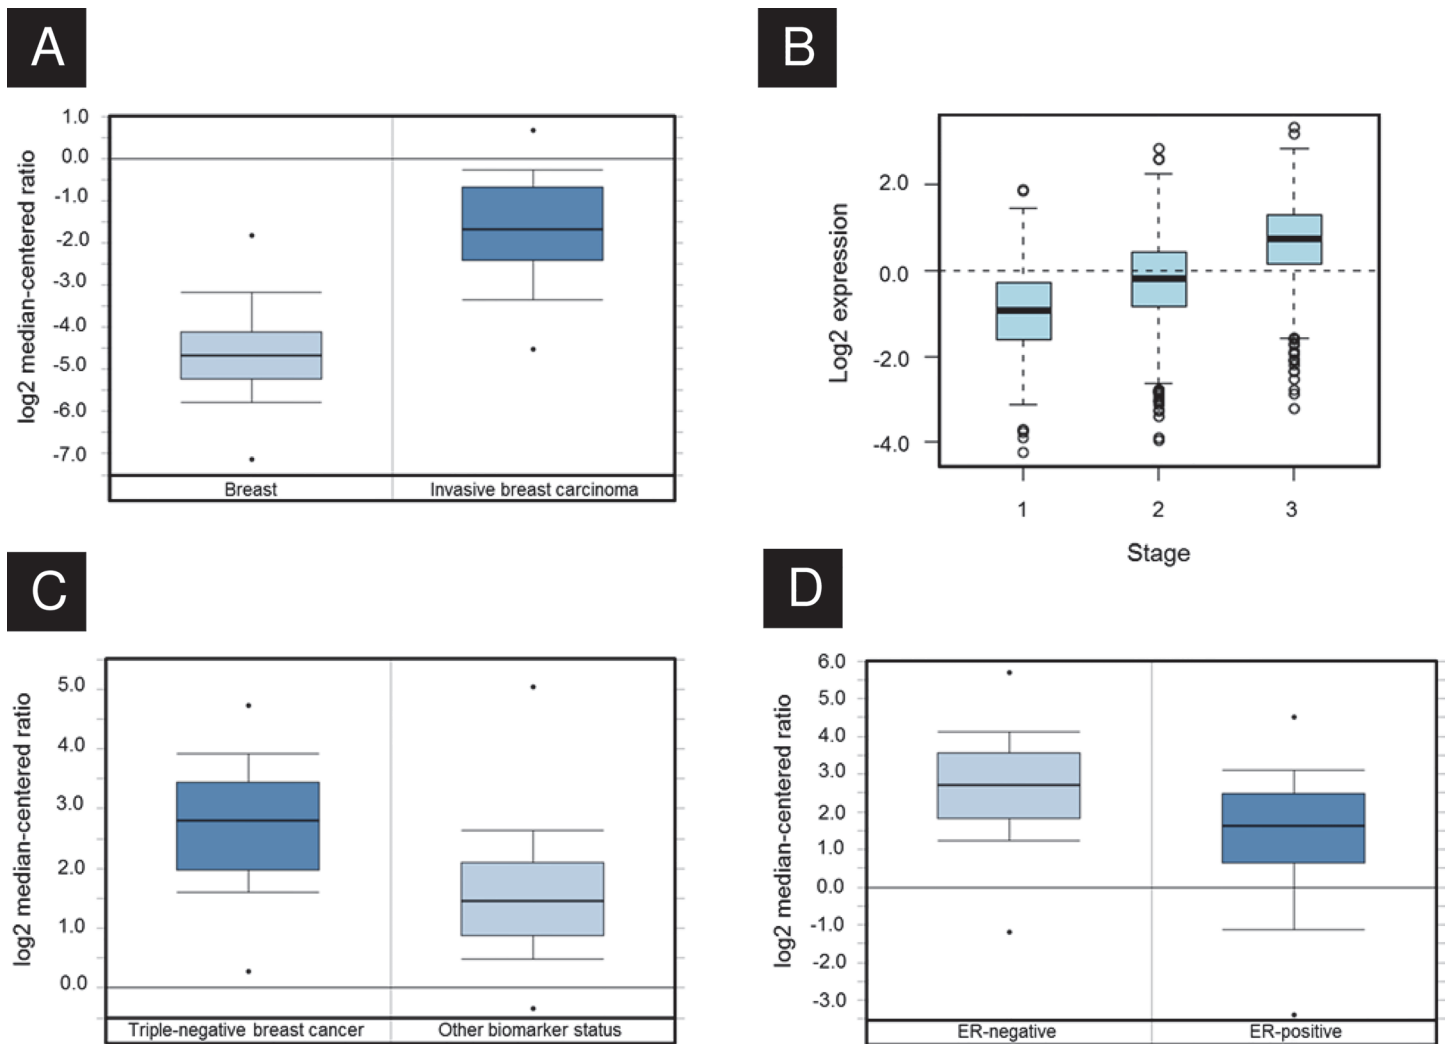 A
B
log2 median-centered ratio
1.0
0.0
-1.0
-2.0
-3.0
-4.0
-5.0
-6.0
-7.0
Breast
Invasive breast carcinoma
Log2 expression
2.0
0.0
-2.0
-4.0
1
2
3
Stage
C
D
log2 median-centered ratio
5.0
4.0
3.0
2.0
1.0
0.0
Triple-negative breast cancer
Other biomarker status
log2 median-centered ratio
6.0
5.0
4.0
3.0
2.0
1.0
0.0
-1.0
-2.0
-3.0
ER-negative
ER-positive